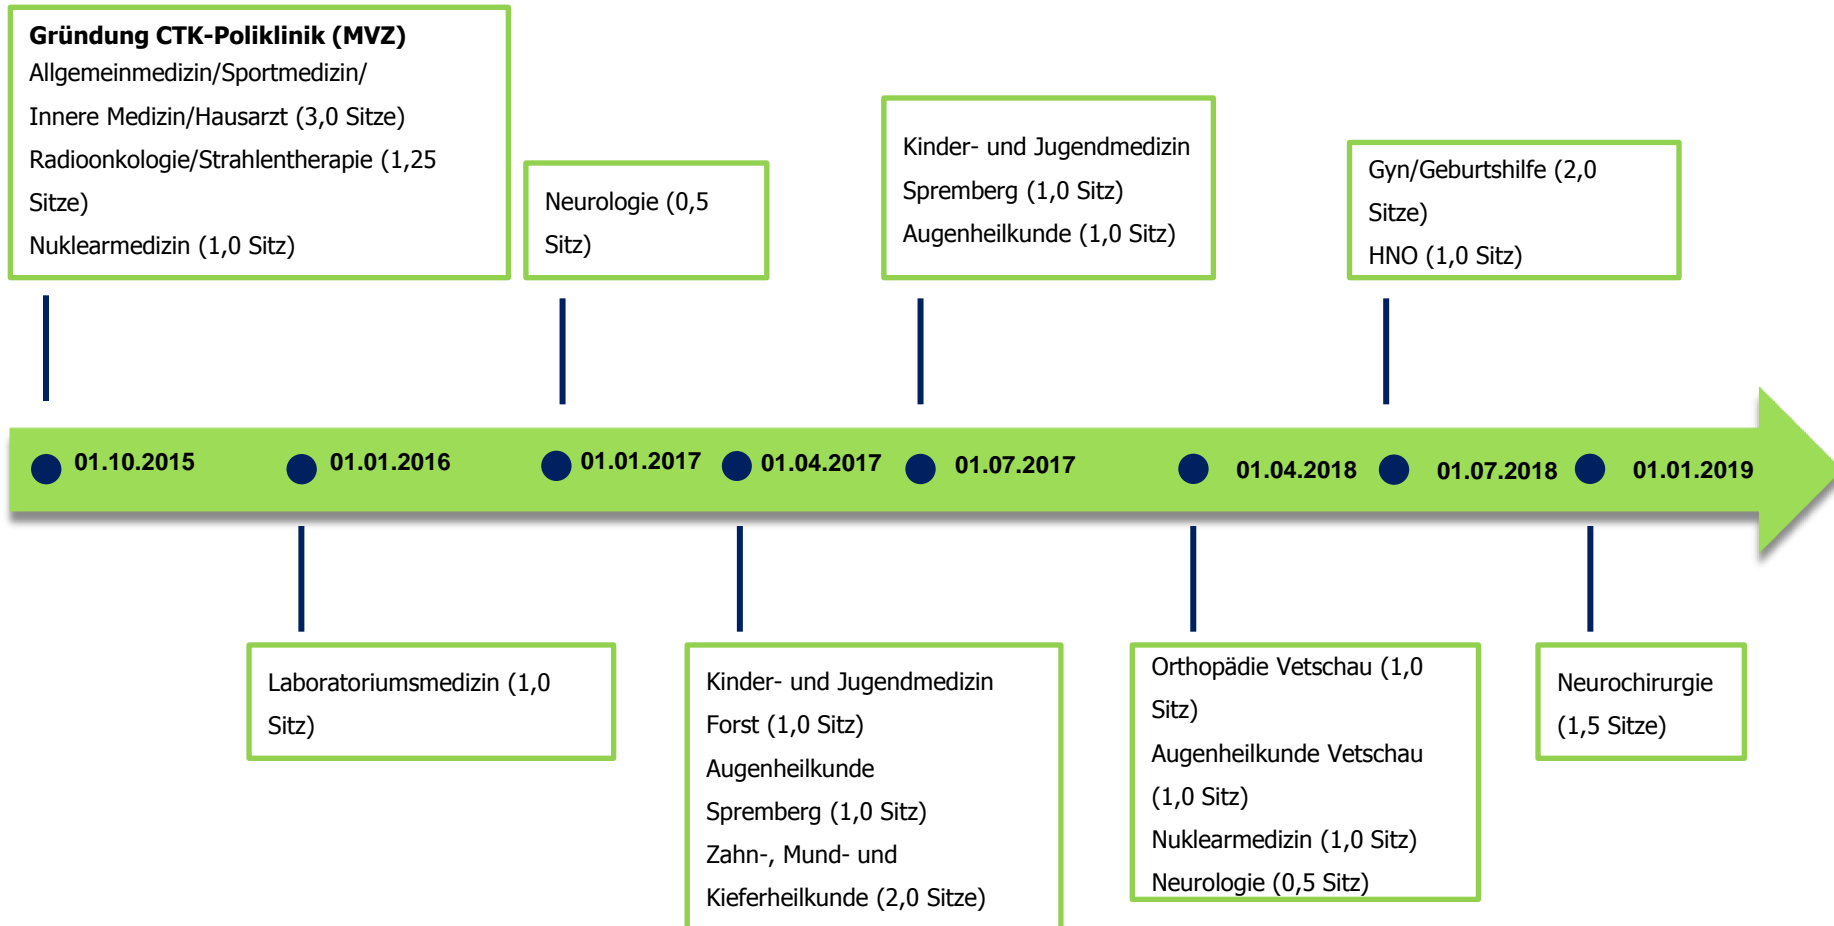 Gründung CTK-Poliklinik (MVZ)
Allgemeinmedizin/Sportmedizin/
Innere Medizin/Hausarzt (3,0 Sitze)
Radioonkologie/Strahlentherapie (1,25
Sitze)
Nuklearmedizin (1,0 Sitz)
Neurologie (0,5
Sitz)
Kinder- und Jugendmedizin
Spremberg (1,0 Sitz)
Augenheilkunde (1,0 Sitz)
Gyn/Geburtshilfe (2,0
Sitze)
HNO (1,0 Sitz)
01.10.2015
01.01.2016
01.01.2017
01.04.2017
01.07.2017
01.04.2018
01.07.2018
01.01.2019
Laboratoriumsmedizin (1,0
Sitz)
Kinder- und Jugendmedizin
Forst (1,0 Sitz)
Augenheilkunde
Spremberg (1,0 Sitz)
Zahn-, Mund- und
Kieferheilkunde (2,0 Sitze)
Orthopädie Vetschau (1,0
Sitz)
Augenheilkunde Vetschau
(1,0 Sitz)
Nuklearmedizin (1,0 Sitz)
Neurologie (0,5 Sitz)
Neurochirurgie
(1,5 Sitze)